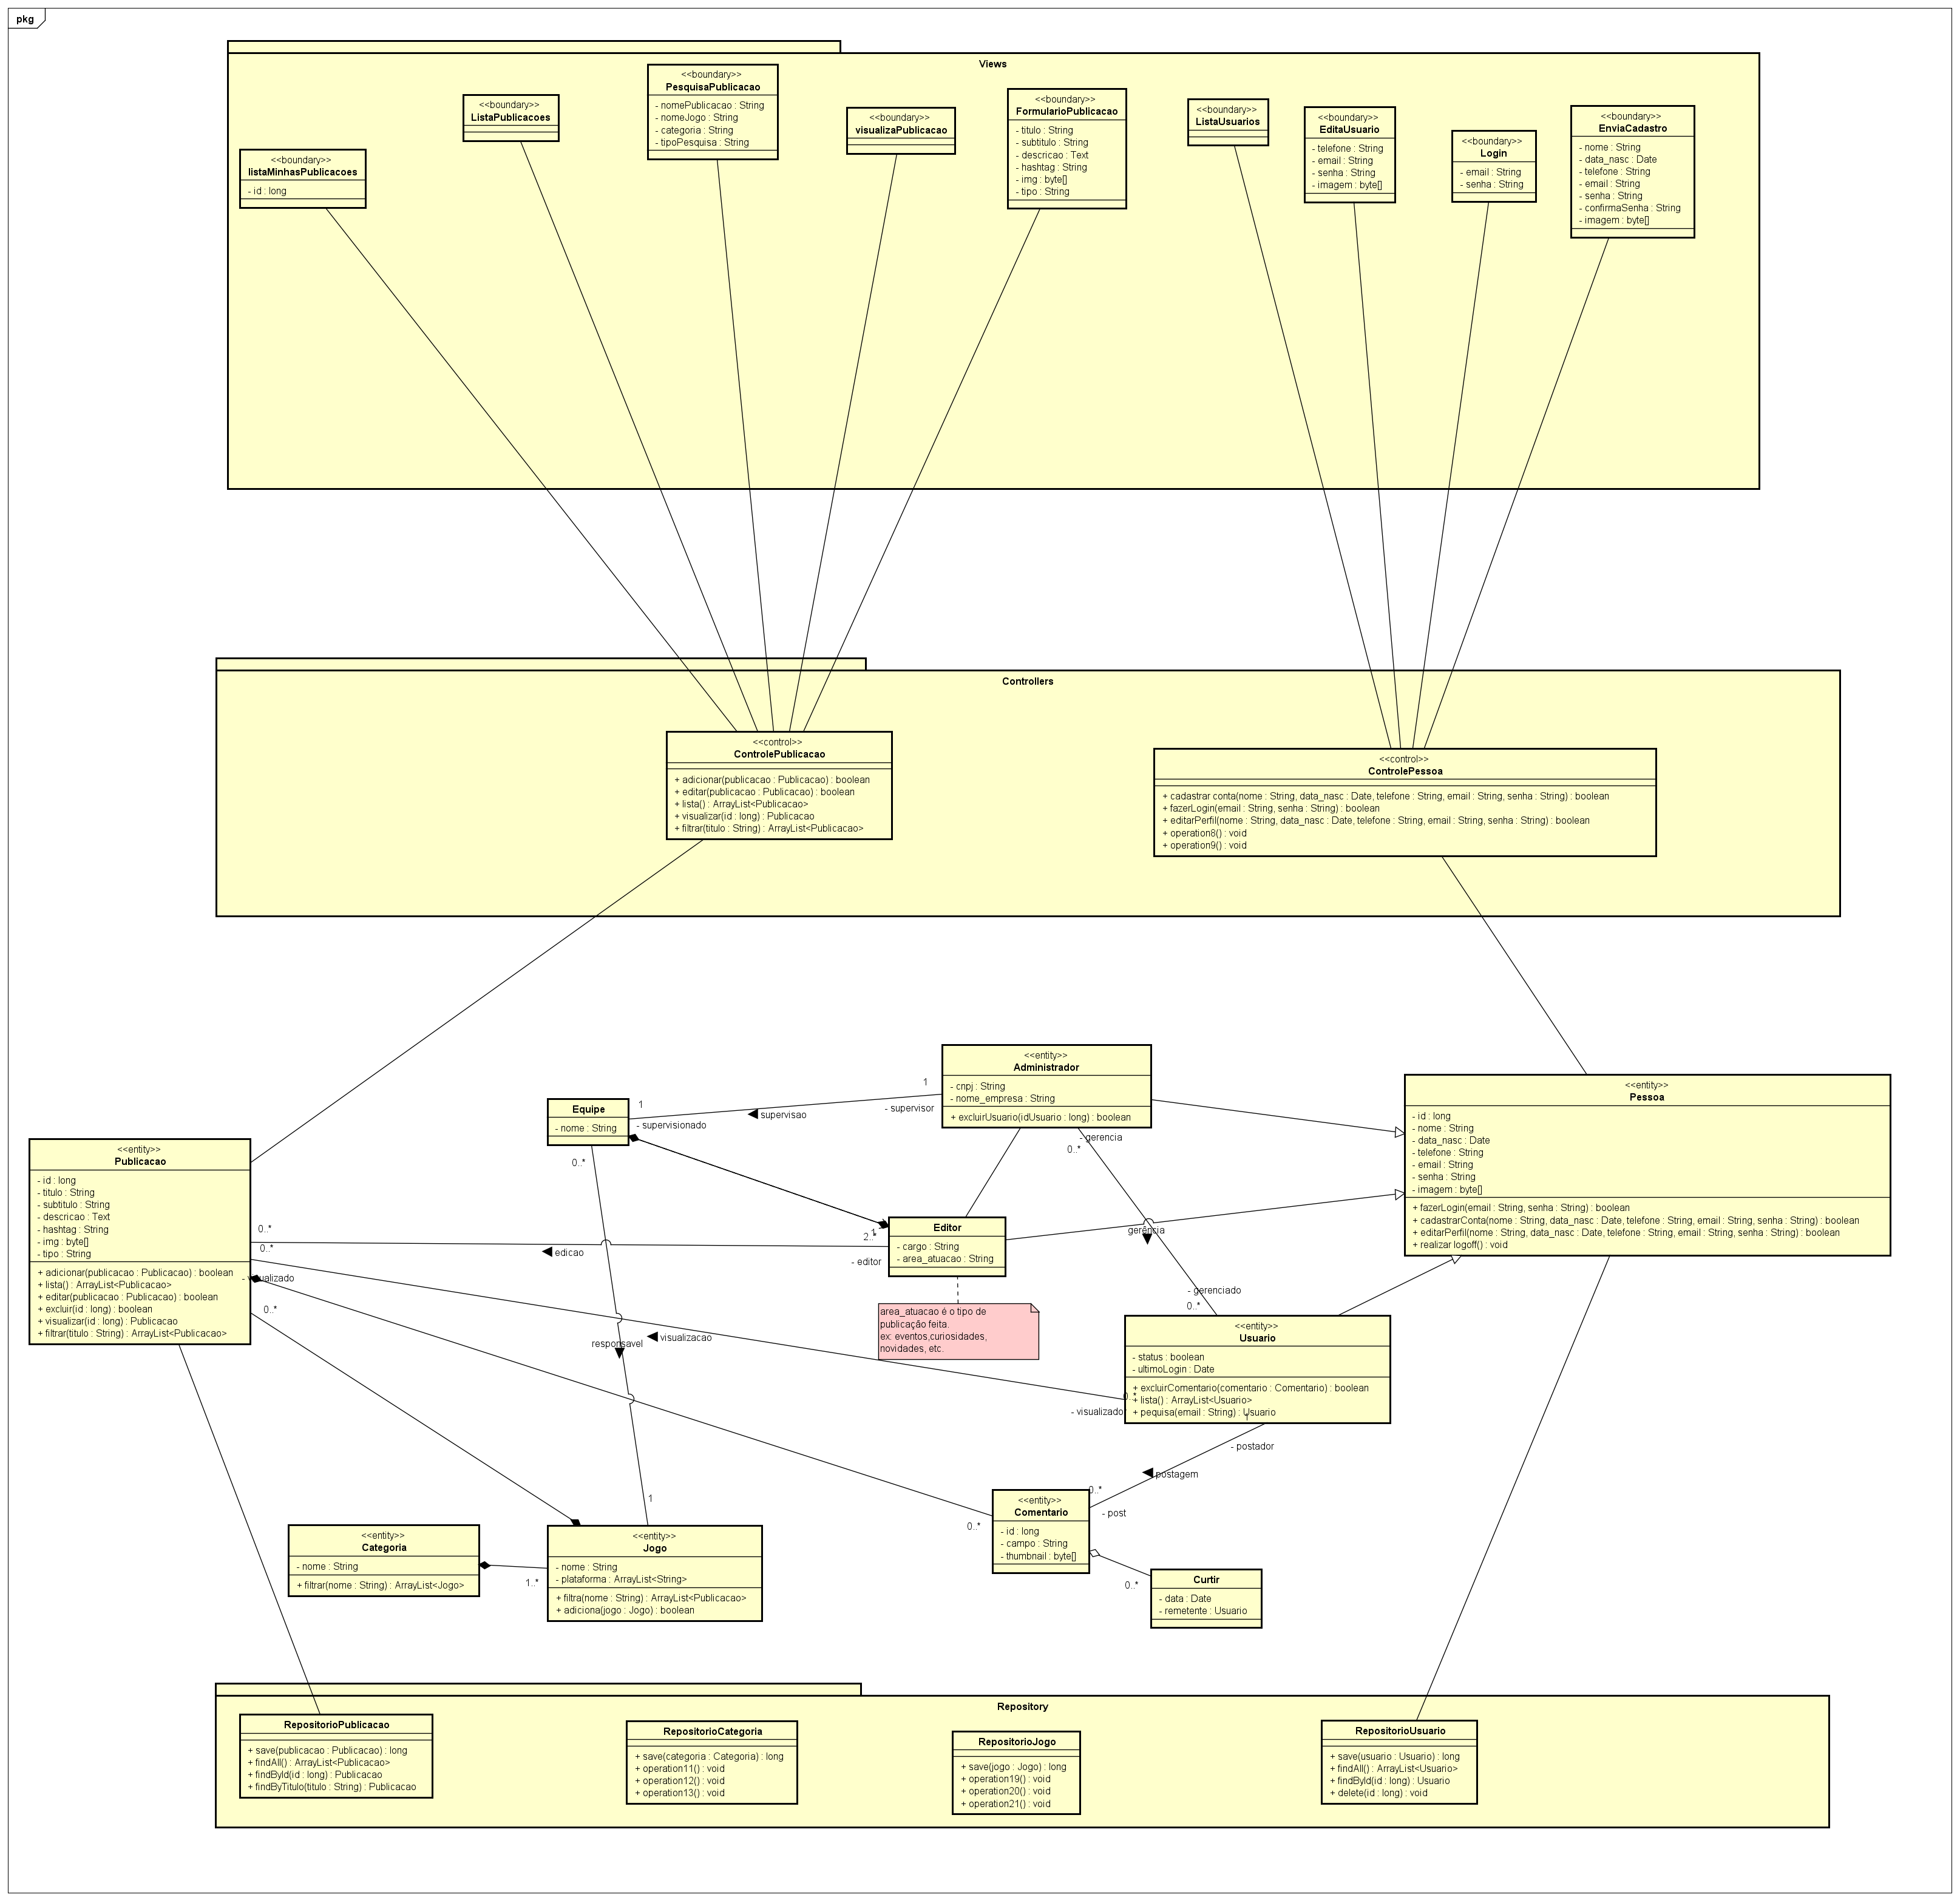 pkg
Views
<<boundary>>
listaMinhasPublicacoes
- id : long
<<boundary>>
ListaPublicacoes
<<boundary>>
PesquisaPublicacao
- nomePublicacao : String
- nomeJogo : String
- categoria : String
- tipoPesquisa : String
<<boundary>>
visualizaPublicacao
<<boundary>>
FormularioPublicacao
- titulo : String
- subtitulo : String
- descricao : Text
- hashtag : String
- img : byte[]
- tipo : String
<<boundary>>
ListaUsuarios
<<boundary>>
EditaUsuario
- telefone : String
- email : String
- senha : String
- imagem : byte[]
<<boundary>>
Login
- email : String
- senha : String
<<boundary>>
EnviaCadastro
- nome : String
- data_nasc : Date
- telefone : String
- email : String
- senha : String
- confirmaSenha : String
- imagem : byte[]
Controllers
<<control>>
ControlePublicacao
+ adicionar(publicacao : Publicacao) : boolean
+ editar(publicacao : Publicacao) : boolean
+ lista() : ArrayList<Publicacao>
+ visualizar(id : long) : Publicacao
+ filtrar(titulo : String) : ArrayList<Publicacao>
<<control>>
ControlePessoa
+ cadastrar conta(nome : String, data_nasc : Date, telefone : String, email : String, senha : String) : boolean
+ fazerLogin(email : String, senha : String) : boolean
+ editarPerfil(nome : String, data_nasc : Date, telefone : String, email : String, senha : String) : boolean
+ operation8() : void
+ operation9() : void
<<entity>>
Administrador
- cnpj : String
- nome_empresa : String
+ excluirUsuario(idUsuario : long) : boolean
1
- supervisor
supervisao
1
- supervisionado
Equipe
- nome : String
0..*
- gerencia
0..*
<<entity>>
Pessoa
- id : long
- nome : String
- data_nasc : Date
- telefone : String
- email : String
- senha : String
- imagem : byte[]
+ fazerLogin(email : String, senha : String) : boolean
+ cadastrarConta(nome : String, data_nasc : Date, telefone : String, email : String, senha : String) : boolean
+ editarPerfil(nome : String, data_nasc : Date, telefone : String, email : String, senha : String) : boolean
+ realizar logoff() : void
<<entity>>
Publicacao
- id : long
- titulo : String
- subtitulo : String
- descricao : Text
- hashtag : String
- img : byte[]
- tipo : String
+ adicionar(publicacao : Publicacao) : boolean
+ lista() : ArrayList<Publicacao>
+ editar(publicacao : Publicacao) : boolean
+ excluir(id : long) : boolean
+ visualizar(id : long) : Publicacao
+ filtrar(titulo : String) : ArrayList<Publicacao>
0..*
0..*
- visualizado
0..*
edicao
1
2..*
- editor
Editor
- cargo : String
- area_atuacao : String
gerência
area_atuacao é o tipo de
publicação feita.
ex: eventos,curiosidades,
novidades, etc.
- gerenciado
0..*
responsavel
visualizacao
<<entity>>
Usuario
- status : boolean
- ultimoLogin : Date
+ excluirComentario(comentario : Comentario) : boolean
+ lista() : ArrayList<Usuario>
+ pequisa(email : String) : Usuario
0..*
- visualizador
1
- postador
postagem
0..*
- post
<<entity>>
Comentario
- id : long
- campo : String
- thumbnail : byte[]
0..*
0..*
Curtir
- data : Date
- remetente : Usuario
<<entity>>
Categoria
- nome : String
+ filtrar(nome : String) : ArrayList<Jogo>
1..*
1
<<entity>>
Jogo
- nome : String
- plataforma : ArrayList<String>
+ filtra(nome : String) : ArrayList<Publicacao>
+ adiciona(jogo : Jogo) : boolean
Repository
RepositorioPublicacao
+ save(publicacao : Publicacao) : long
+ findAll() : ArrayList<Publicacao>
+ findById(id : long) : Publicacao
+ findByTitulo(titulo : String) : Publicacao
RepositorioCategoria
+ save(categoria : Categoria) : long
+ operation11() : void
+ operation12() : void
+ operation13() : void
RepositorioJogo
+ save(jogo : Jogo) : long
+ operation19() : void
+ operation20() : void
+ operation21() : void
RepositorioUsuario
+ save(usuario : Usuario) : long
+ findAll() : ArrayList<Usuario>
+ findById(id : long) : Usuario
+ delete(id : long) : void